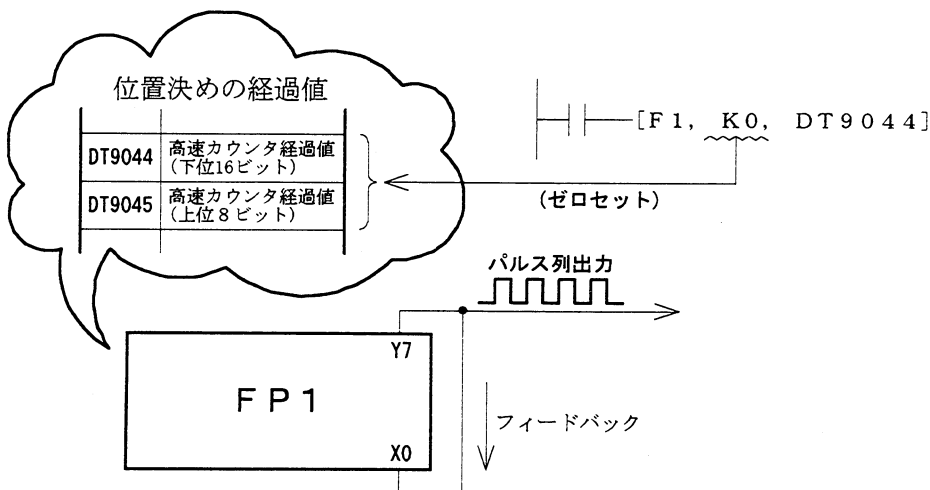 位置決めの経過値
DT9044 高速カウンタ経過値
(下位16ビット)
DT9045 高速カウンタ経過値
(上位8ビット)
[F1, K0, DT9044]
(ゼロセット)
パルス列出力
Y7
FP1
X0
フィードバック